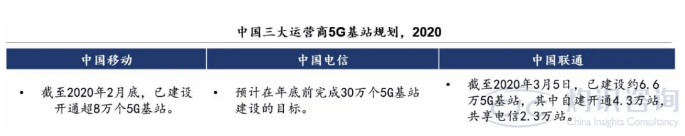 中国三大运营商5G基站规划，2020
中国移动
中国电信
中国联通
• 截至2020年2月底，已建设
开通超8万个5G基站。
• 预计在年底前完成30万个5G基站
建设的目标。
• 截至2020年3月5日，已建设约6.6
万5G基站，其中自建开通4.3万站，
共享电信2.3万站。
灼识咨询
China Insights Consultancy